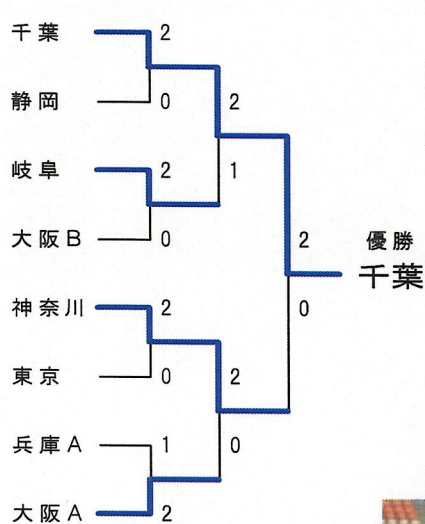 千葉 2
静岡 0
2
岐阜 2
1
大阪B 0
2
優勝
千葉
0
神奈川 2
東京 0
2
兵庫A 1
0
大阪A 2